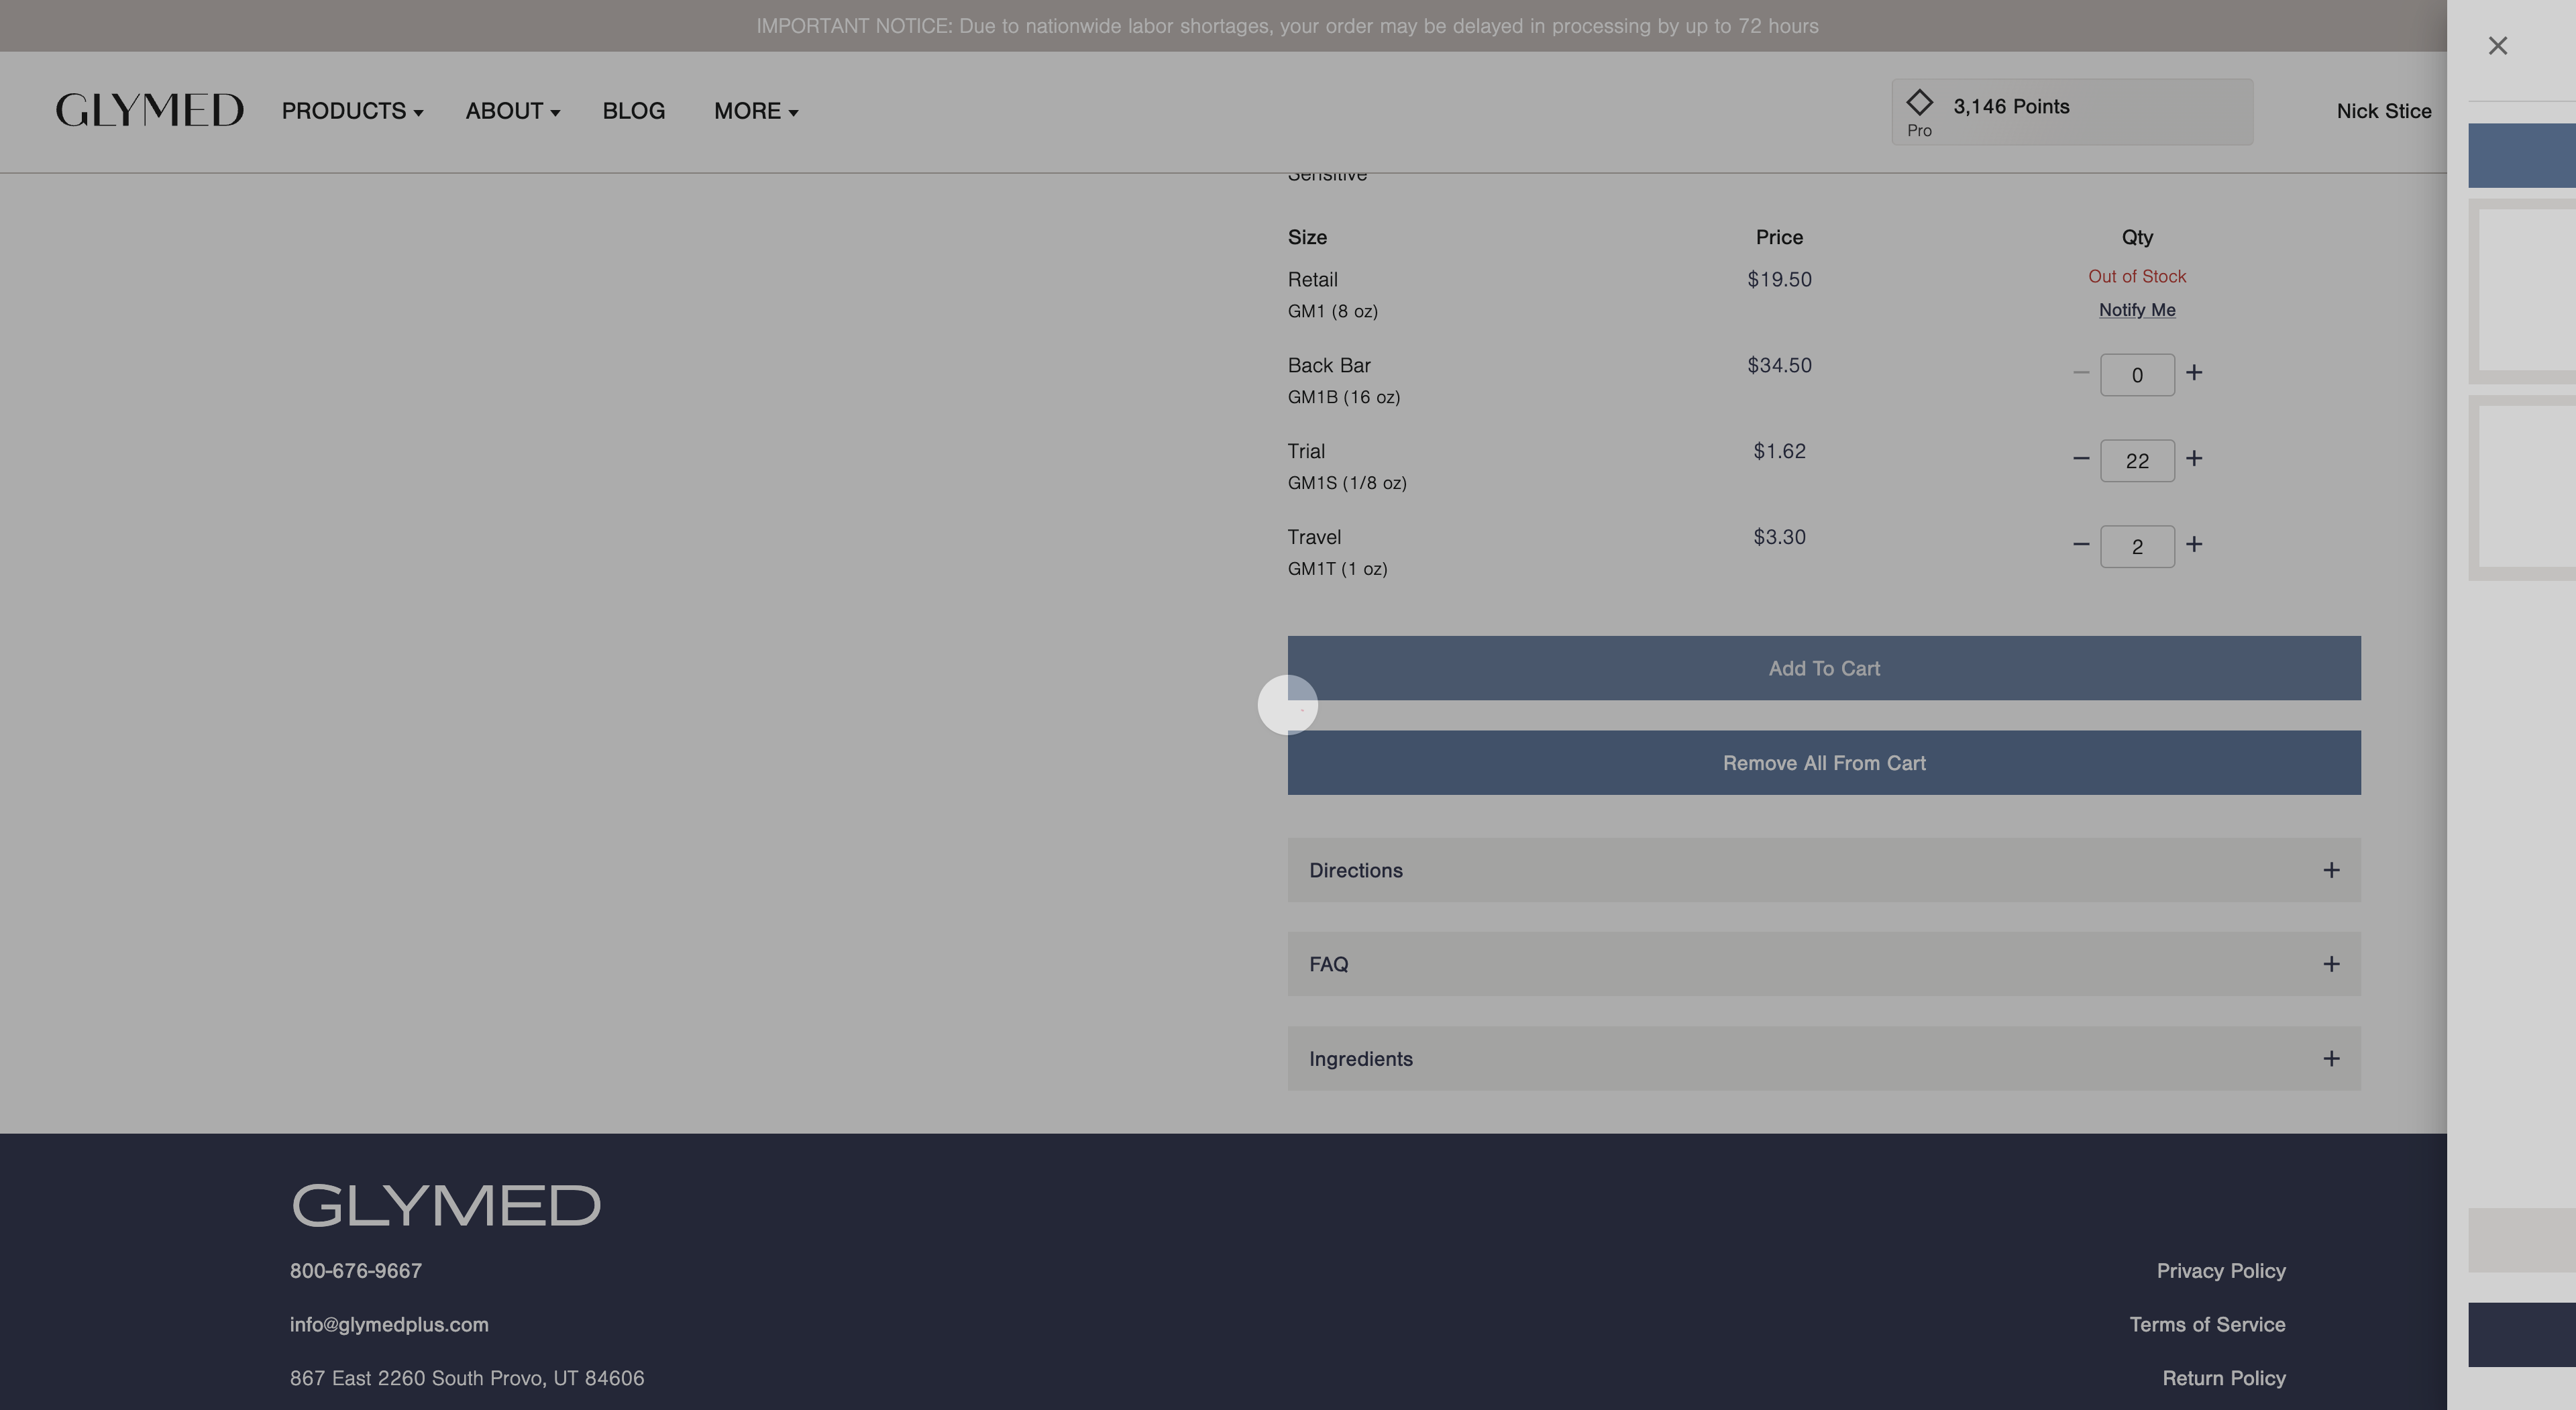 IMPORTANT NOTICE: Due to nationwide labor shortages, your order may be delayed in processing by up to 72 hours
GLYMED
PRODUCTS
ABOUT
BLOG
MORE
3,146 Points
Pro
Nick Stice
Sensitive
Size Price Qty
Retail $19.50 Out of Stock
GM1 (8 oz) Notify Me
Back Bar $34.50 0
GM1B (16 oz)
Trial $1.62 22
GM1S (1/8 oz)
Travel $3.30 2
GM1T (1 oz)
Add To Cart
Remove All From Cart
Directions
FAQ
Ingredients
GLYMED
800-676-9667 Privacy Policy
info@glymedplus.com Terms of Service
867 East 2260 South Provo, UT 84606 Return Policy